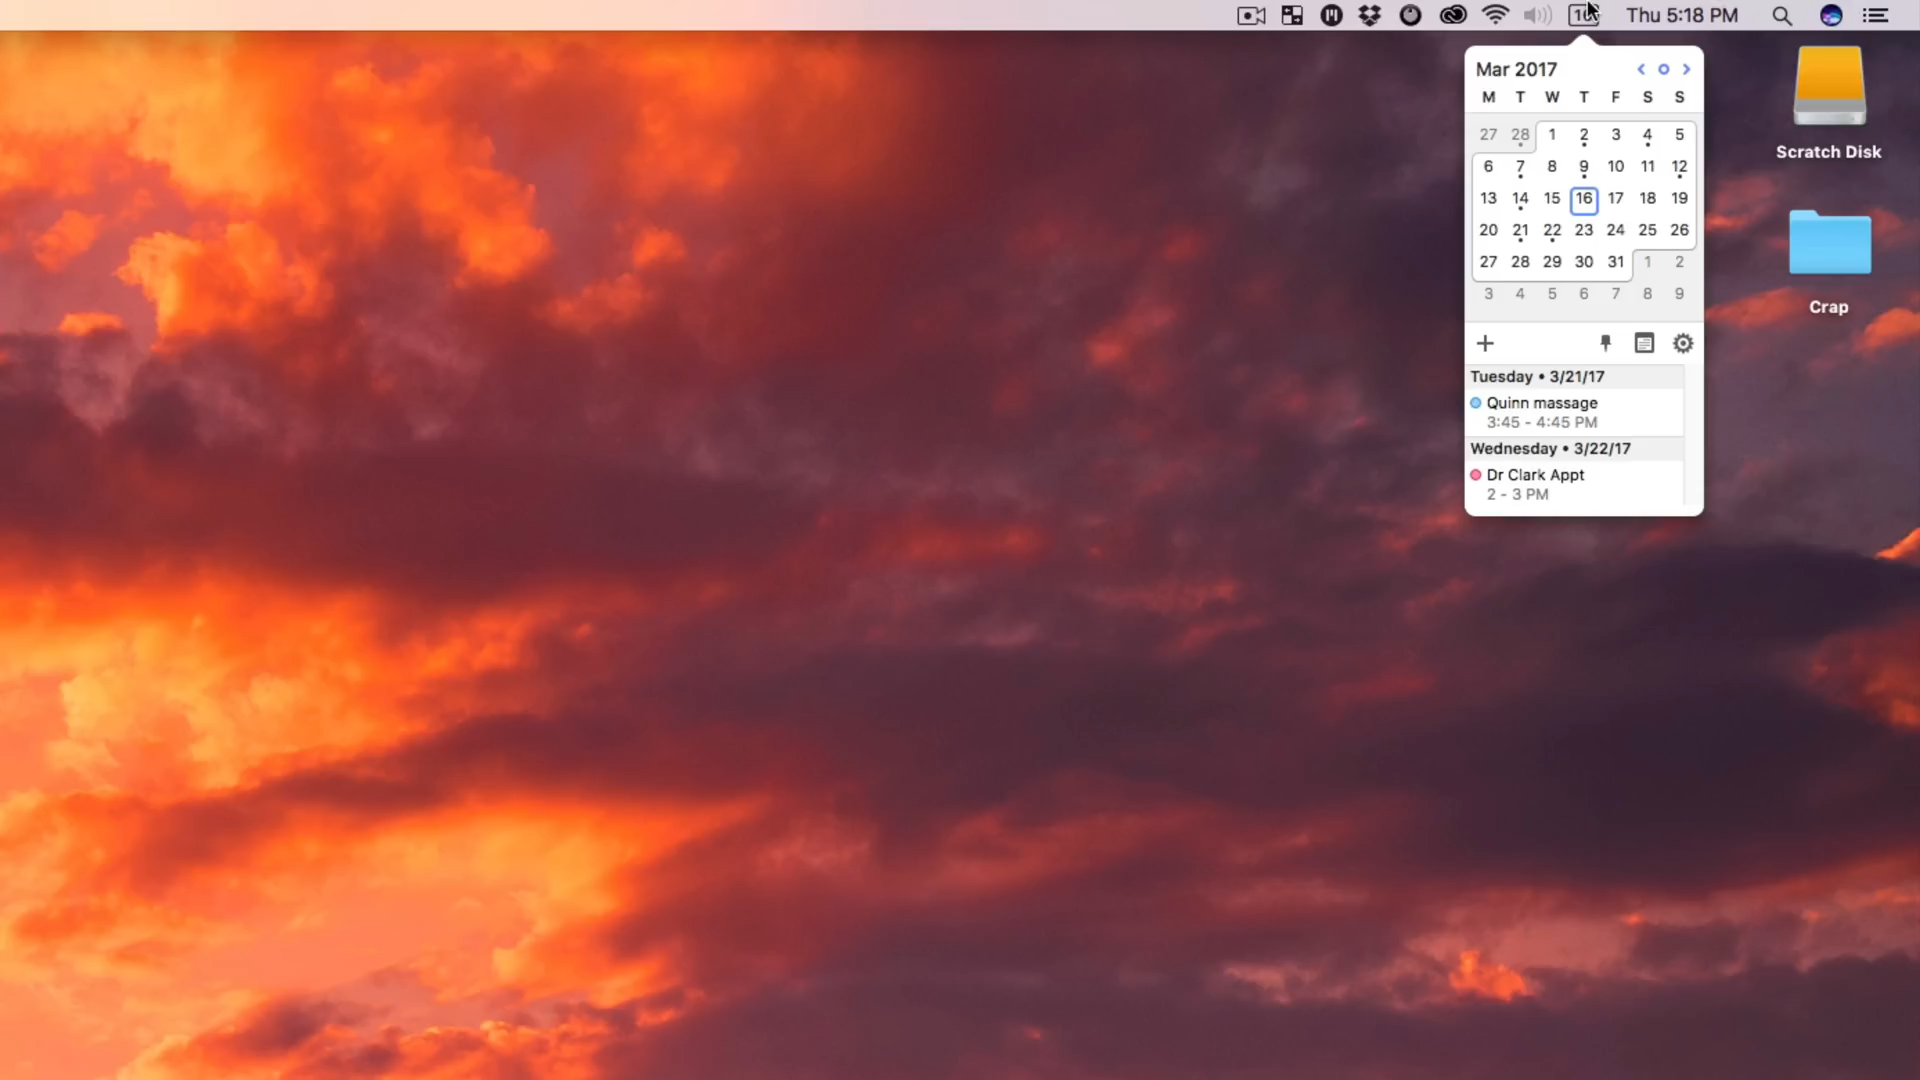 Thu 5:18 PM
Mar 2017
M T W T F S S
27 28 1 2 3 4 5
6 7 8 9 10 11 12
13 14 15 16 17 18 19
20 21 22 23 24 25 26
27 28 29 30 31 1 2
3 4 5 6 7 8 9
Tuesday • 3/21/17
Quinn massage
3:45 - 4:45 PM
Wednesday • 3/22/17
Dr Clark Appt
2 - 3 PM
Scratch Disk
Crap